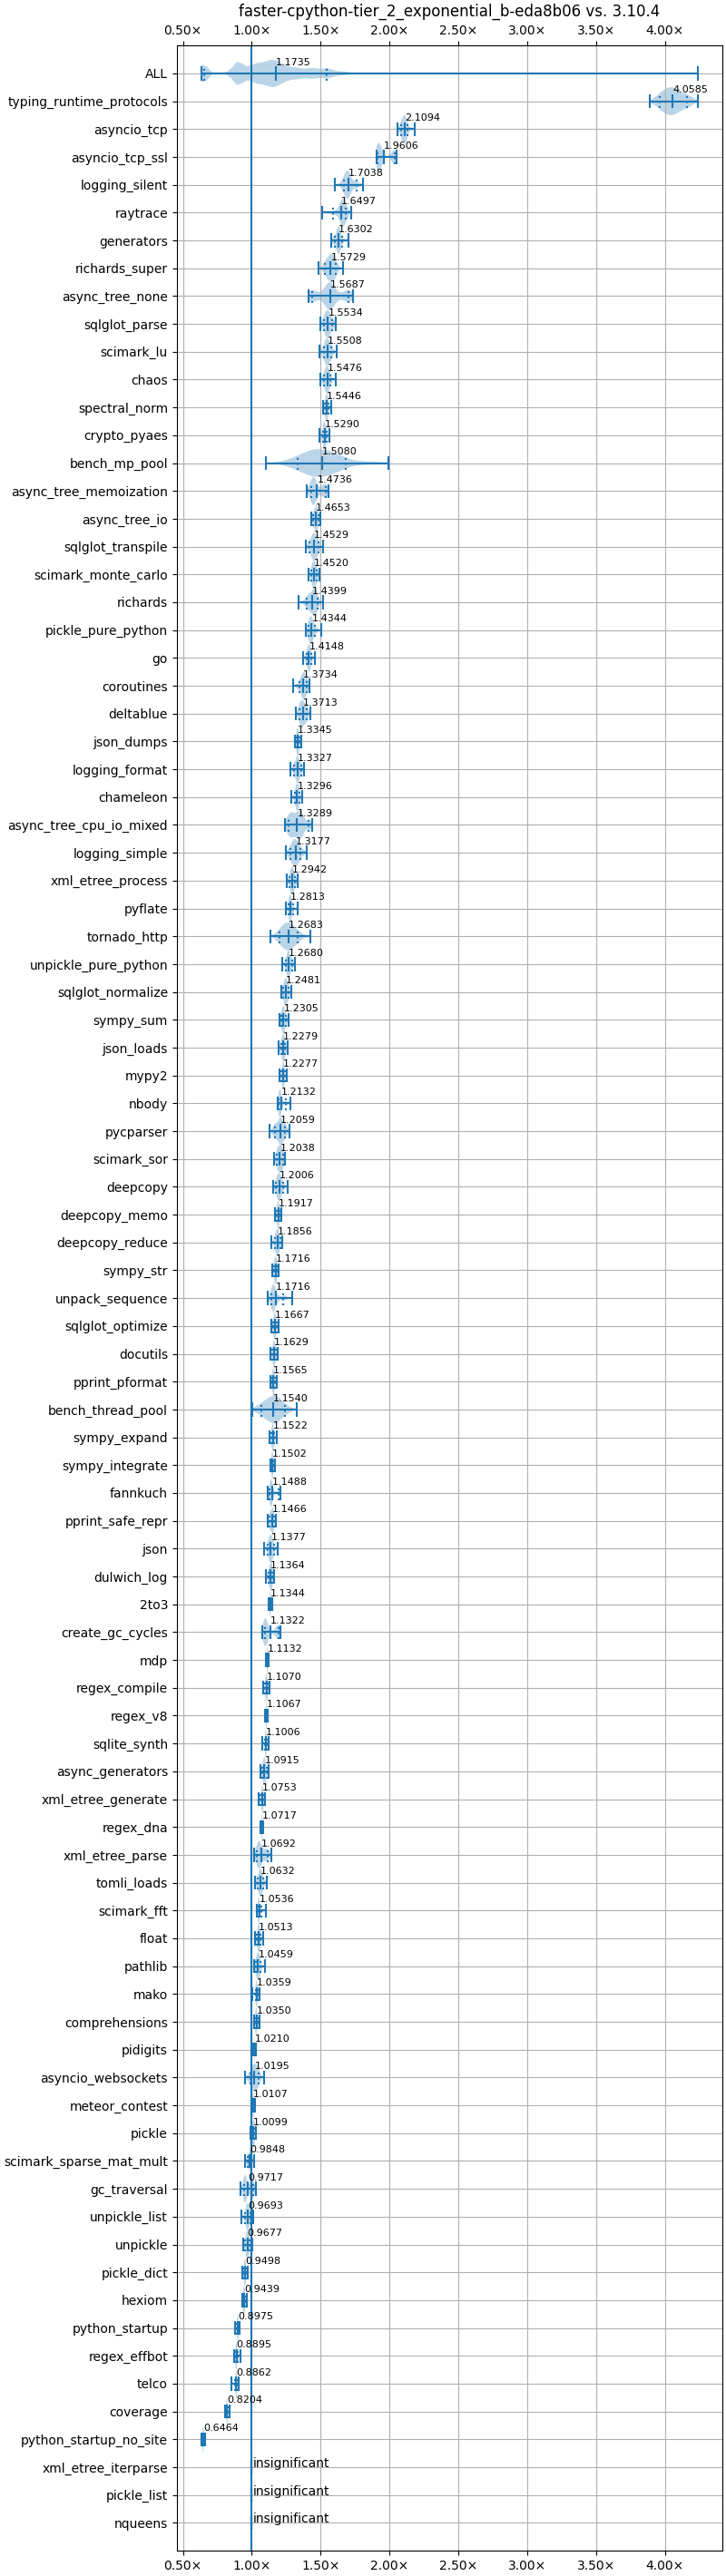 faster-cpython-tier_2_exponential_b-eda8b06 vs. 3.10.4
0.50× 1.00× 1.50× 2.00× 2.50× 3.00× 3.50× 4.00×
ALL 1.1735
typing_runtime_protocols 4.0585
asyncio_tcp 2.1094
asyncio_tcp_ssl 1.9606
logging_silent 1.7038
raytrace 1.6497
generators 1.6302
richards_super 1.5729
async_tree_none 1.5687
sqlglot_parse 1.5534
scimark_lu 1.5508
chaos 1.5476
spectral_norm 1.5446
crypto_pyaes 1.5290
bench_mp_pool 1.5080
async_tree_memoization 1.4736
async_tree_io 1.4653
sqlglot_transpile 1.4529
scimark_monte_carlo 1.4520
richards 1.4399
pickle_pure_python 1.4344
go 1.4148
coroutines 1.3734
deltablue 1.3713
json_dumps 1.3345
logging_format 1.3327
chameleon 1.3296
async_tree_cpu_io_mixed 1.3289
logging_simple 1.3177
xml_etree_process 1.2942
pyflate 1.2813
tornado_http 1.2683
unpickle_pure_python 1.2680
sqlglot_normalize 1.2481
sympy_sum 1.2305
json_loads 1.2279
mypy2 1.2277
nbody 1.2132
pycparser 1.2059
scimark_sor 1.2038
deepcopy 1.2006
deepcopy_memo 1.1917
deepcopy_reduce 1.1856
sympy_str 1.1716
unpack_sequence 1.1716
sqlglot_optimize 1.1667
docutils 1.1629
pprint_pformat 1.1565
bench_thread_pool 1.1540
sympy_expand 1.1522
sympy_integrate 1.1502
fannkuch 1.1488
pprint_safe_repr 1.1466
json 1.1377
dulwich_log 1.1364
2to3 1.1344
create_gc_cycles 1.1322
mdp 1.1132
regex_compile 1.1070
regex_v8 1.1067
sqlite_synth 1.1006
async_generators 1.0915
xml_etree_generate 1.0753
regex_dna 1.0717
xml_etree_parse 1.0692
tomli_loads 1.0632
scimark_fft 1.0536
float 1.0513
pathlib 1.0459
mako 1.0359
comprehensions 1.0350
pidigits 1.0210
asyncio_websockets 1.0195
meteor_contest 1.0107
pickle 1.0099
scimark_sparse_mat_mult 0.9848
gc_traversal 0.9717
unpickle_list 0.9693
unpickle 0.9677
pickle_dict 0.9498
hexiom 0.9439
python_startup 0.8975
regex_effbot 0.8895
telco 0.8862
coverage 0.8204
python_startup_no_site 0.6464
xml_etree_iterparse insignificant
pickle_list insignificant
nqueens insignificant
0.50× 1.00× 1.50× 2.00× 2.50× 3.00× 3.50× 4.00×